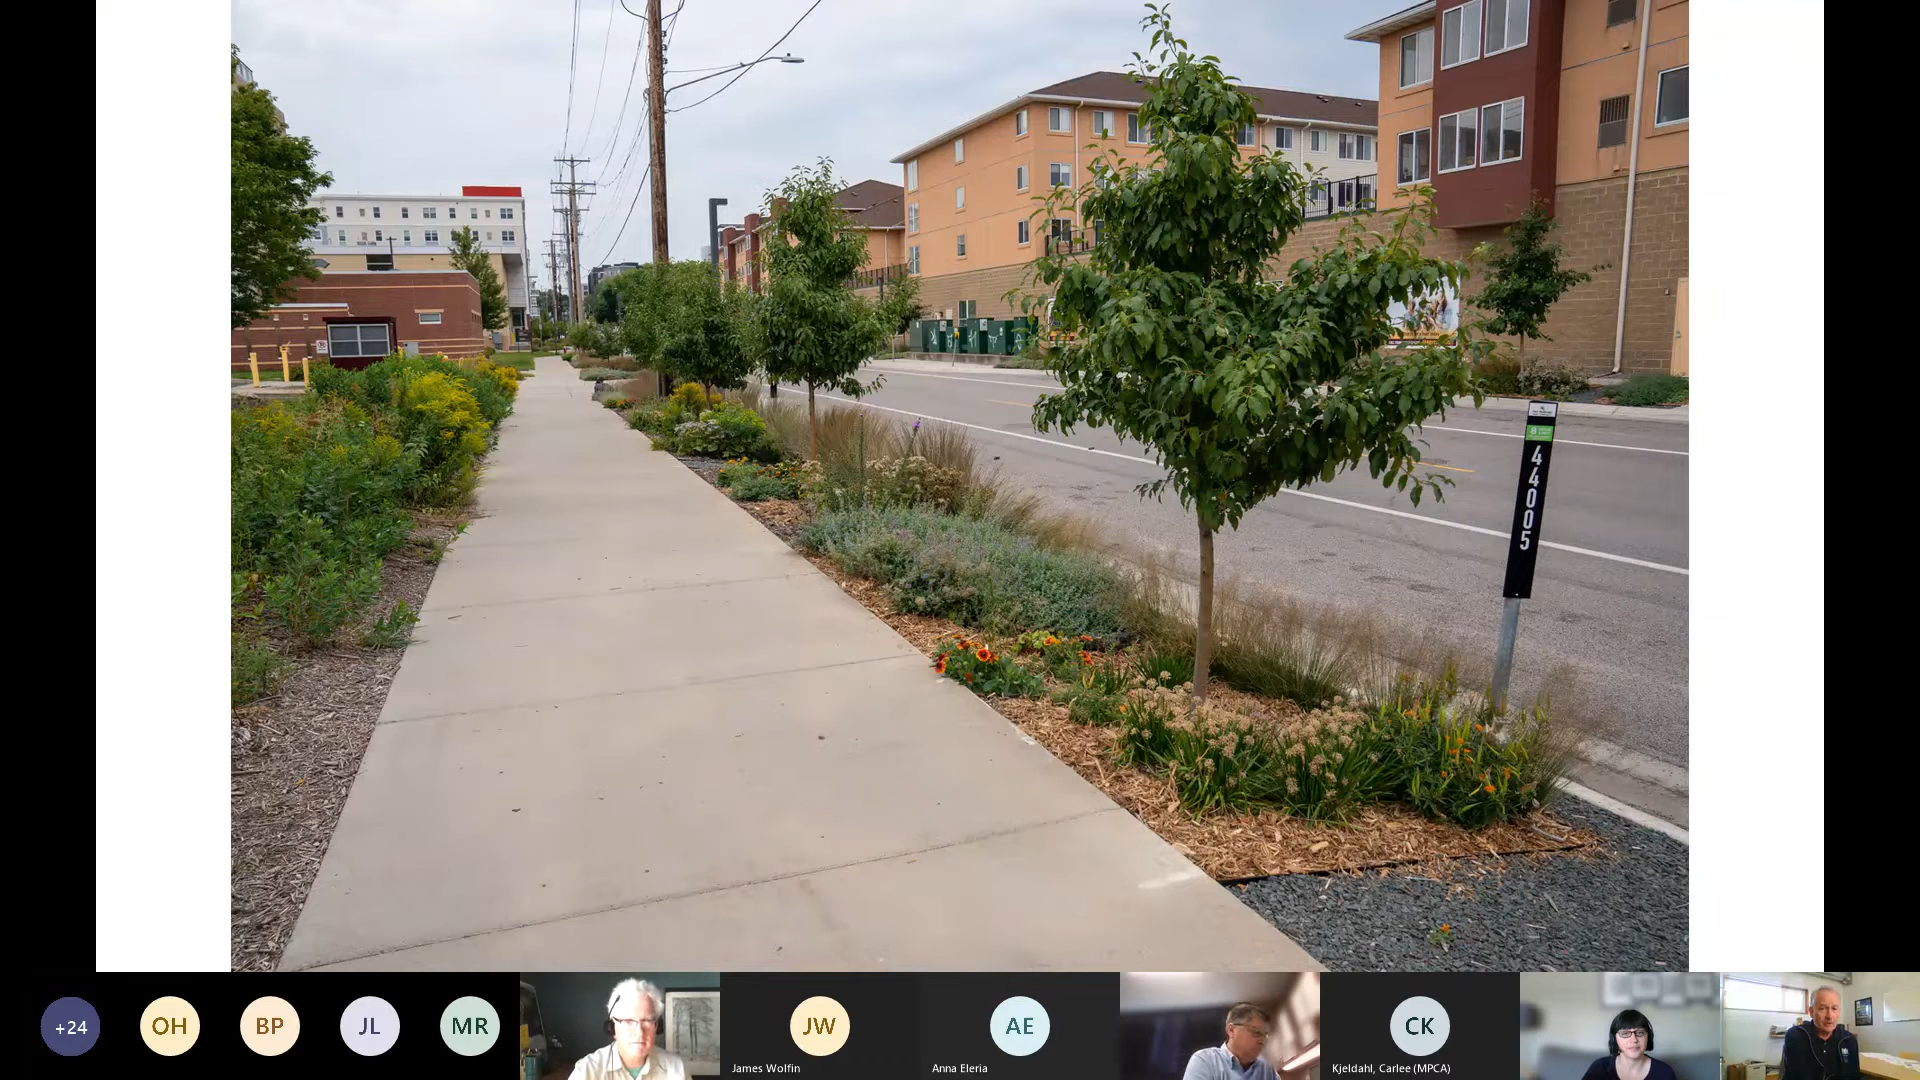 44005
+24
OH
BP
JL
MR
JW
James Wolfin
AE
Anna Eleria
CK
Kjeldahl, Carlee (MPCA)